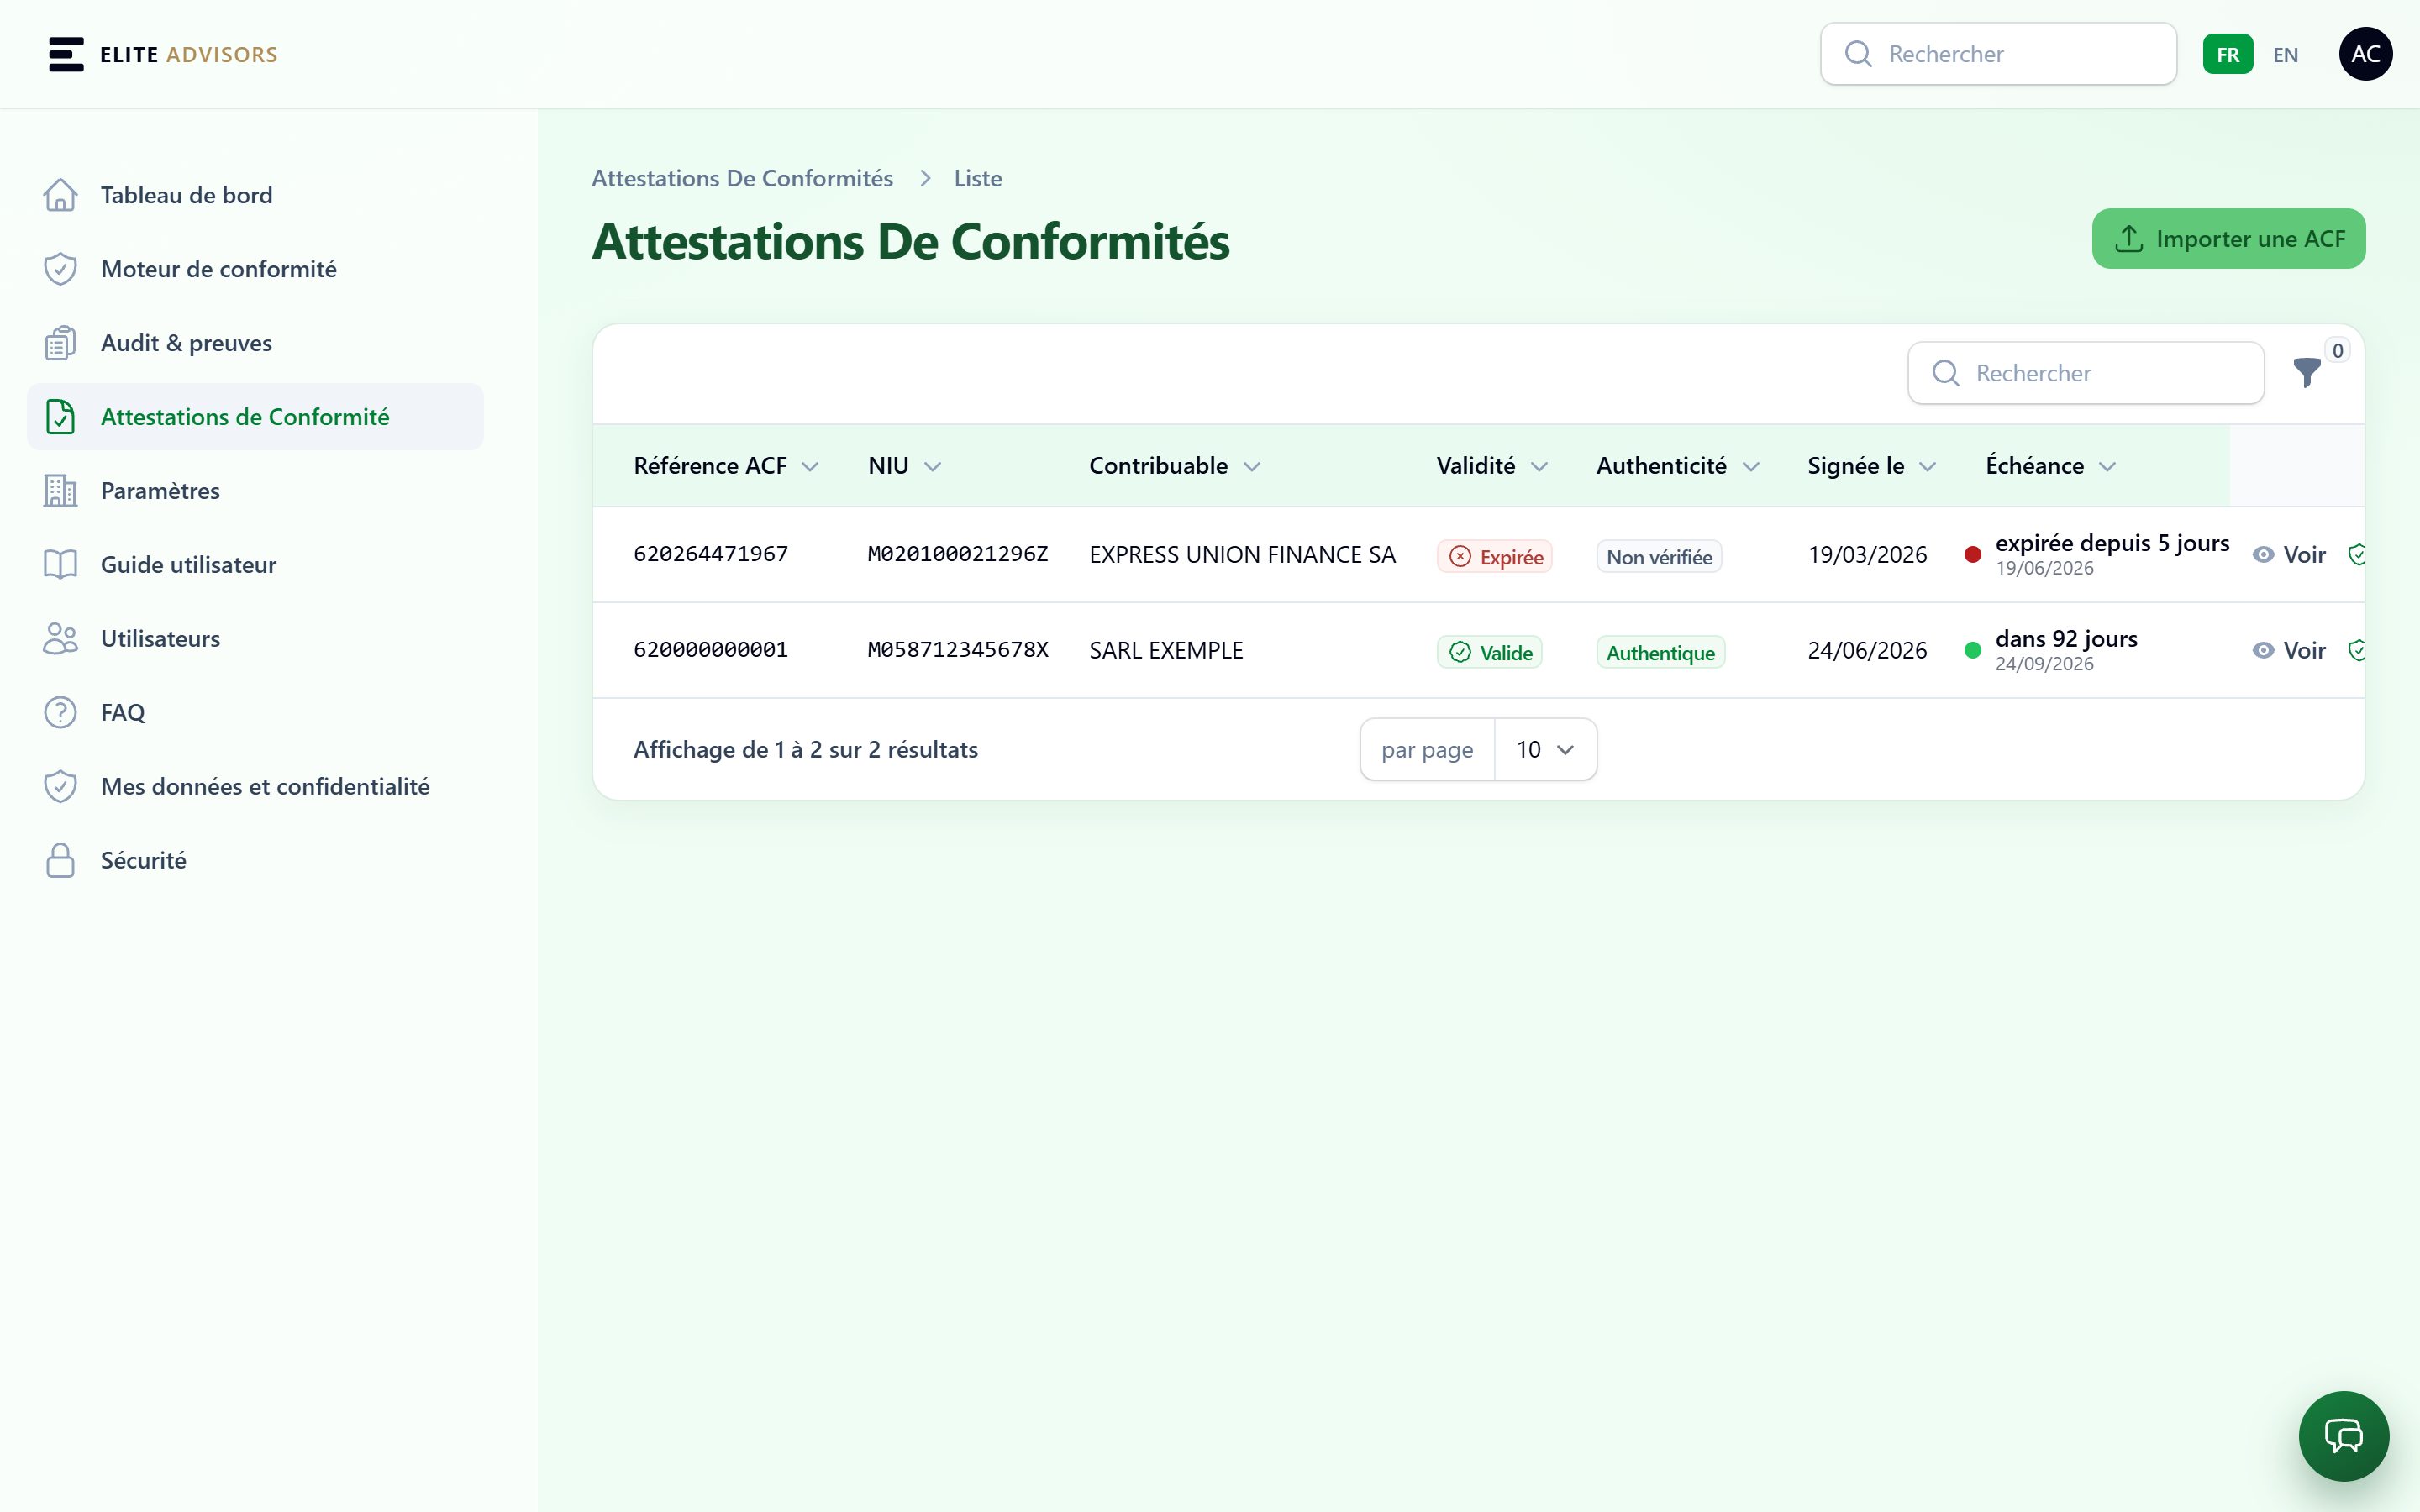 ELITE ADVISORS
Rechercher
FR
EN
AC
Tableau de bord
Moteur de conformité
Audit & preuves
Attestations de Conformité
Paramètres
Guide utilisateur
Utilisateurs
FAQ
Mes données et confidentialité
Sécurité
Attestations De Conformités
Liste
Attestations De Conformités
Importer une ACF
Rechercher
0
Référence ACF NIU Contribuable Validité Authenticité Signée le Échéance
620264471967 M020100021296Z EXPRESS UNION FINANCE SA Expirée Non vérifiée 19/03/2026 expirée depuis 5 jours Voir
19/06/2026
620000000001 M058712345678X SARL EXEMPLE Valide Authentique 24/06/2026 dans 92 jours Voir
24/09/2026
Affichage de 1 à 2 sur 2 résultats
par page 10